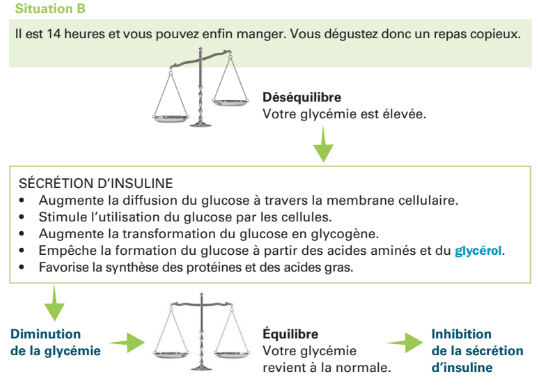 Situation B
Il est 14 heures et vous pouvez enfin manger. Vous dégustez donc un repas copieux.
Déséquilibre
Votre glycémie est élevée.
SÉCRÉTION D’INSULINE
• Augmente la diffusion du glucose à travers la membrane cellulaire.
• Stimule l’utilisation du glucose par les cellules.
• Augmente la transformation du glucose en glycogène.
• Empêche la formation du glucose à partir des acides aminés et du glycérol.
• Favorise la synthèse des protéines et des acides gras.
Diminution
de la glycémie
Équilibre
Votre glycémie
revient à la normale.
Inhibition
de la sécrétion
d’insuline